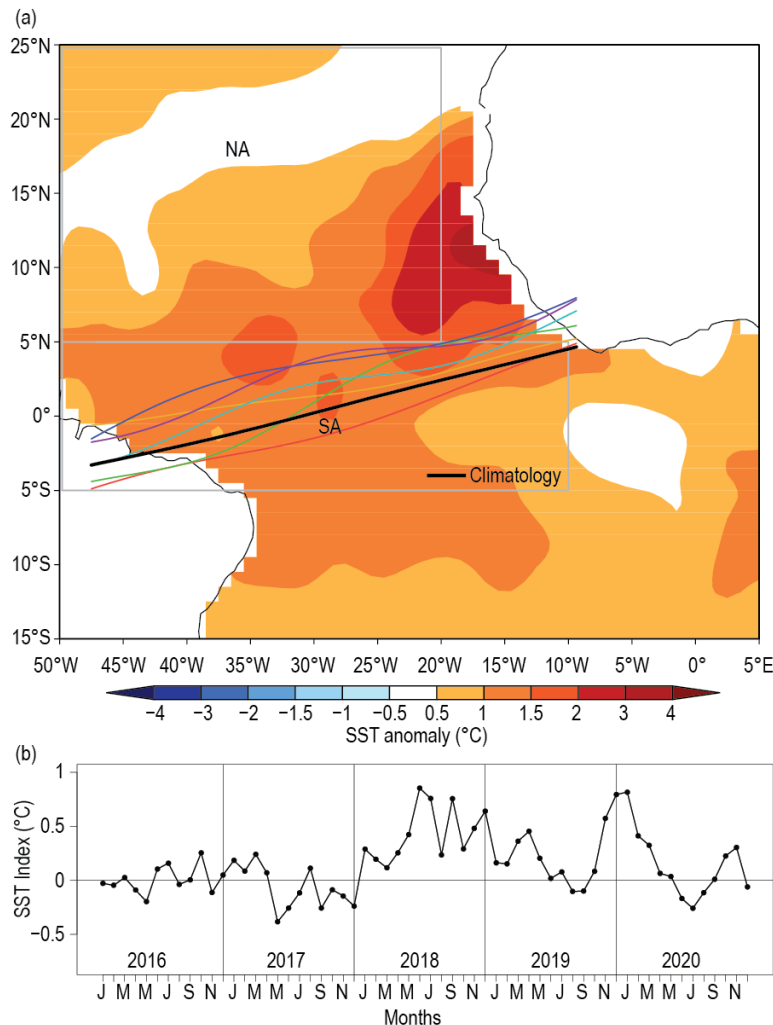 (a)
25°N
20°N
15°N
10°N
5°N
0°
5°S
10°S
15°S
NA
SA
Climatology
50°W 45°W 40°W 35°W 30°W 25°W 20°W 15°W 10°W 5°W 0° 5°E
−4 −3 −2 −1.5 −1 −0.5 0.5 1 1.5 2 3 4
SST anomaly (°C)
(b)
1
0.5
0
−0.5
SST Index (°C)
2016 2017 2018 2019 2020
J M M J S N J M M J S N J M M J S N J M M J S N J M M J S N
Months